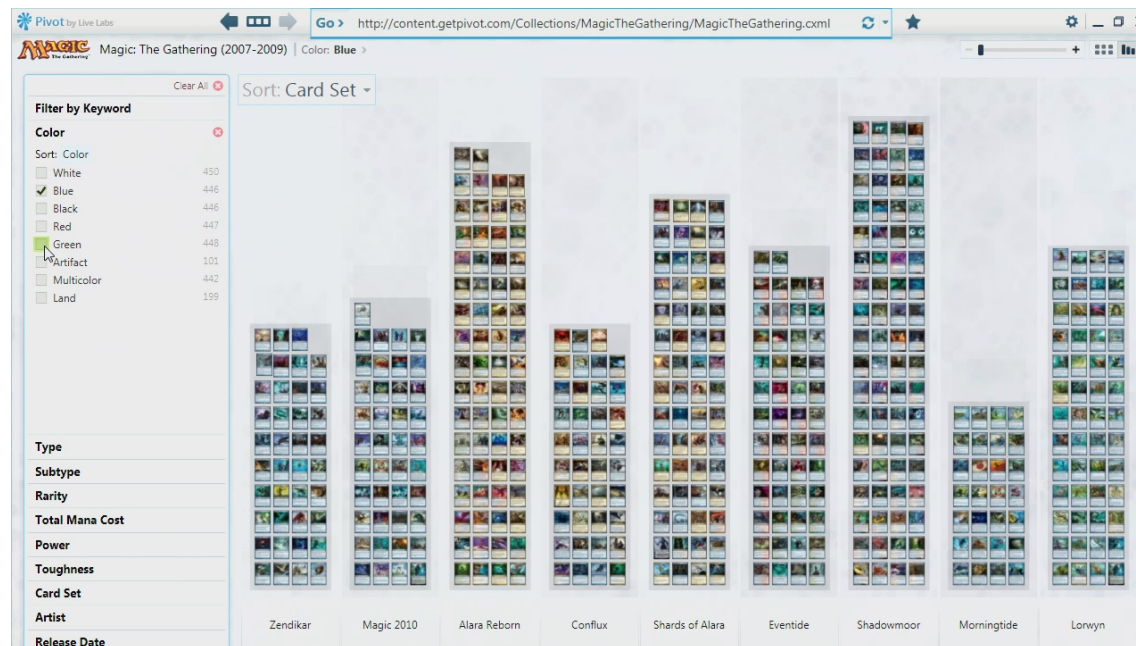 Pivot by Live Labs
Go > http://content.getpivot.com/Collections/MagicTheGathering/MagicTheGathering.cxml
MAGIC The Gathering Magic: The Gathering (2007-2009) | Color: Blue >
Clear All
Sort: Card Set
Filter by Keyword
Color
Sort: Color
White 450
Blue 446
Black 446
Red 447
Green 448
Artifact 101
Multicolor 442
Land 199
Type
Subtype
Rarity
Total Mana Cost
Power
Toughness
Card Set
Artist
Release Date
Zendikar Magic 2010 Alara Reborn Conflux Shards of Alara Eventide Shadowmoor Morningtide Lorwyn